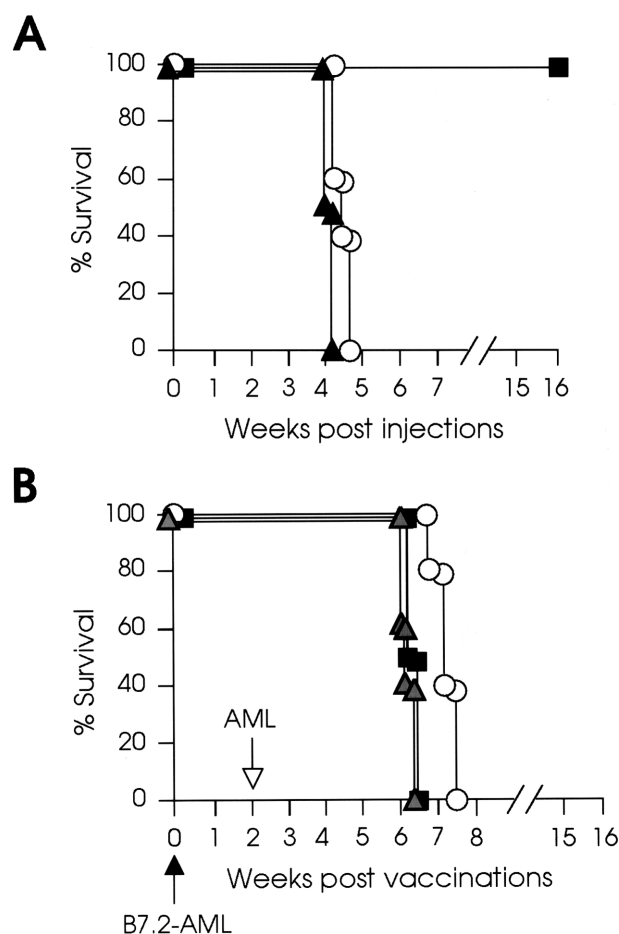 A
% Survival
100
80
60
40
20
0
0 1 2 3 4 5 6 7 15 16
Weeks post injections
B
% Survival
100
80
60
40
20
0
AML
0 1 2 3 4 5 6 7 8 15 16
Weeks post vaccinations
B7.2-AML